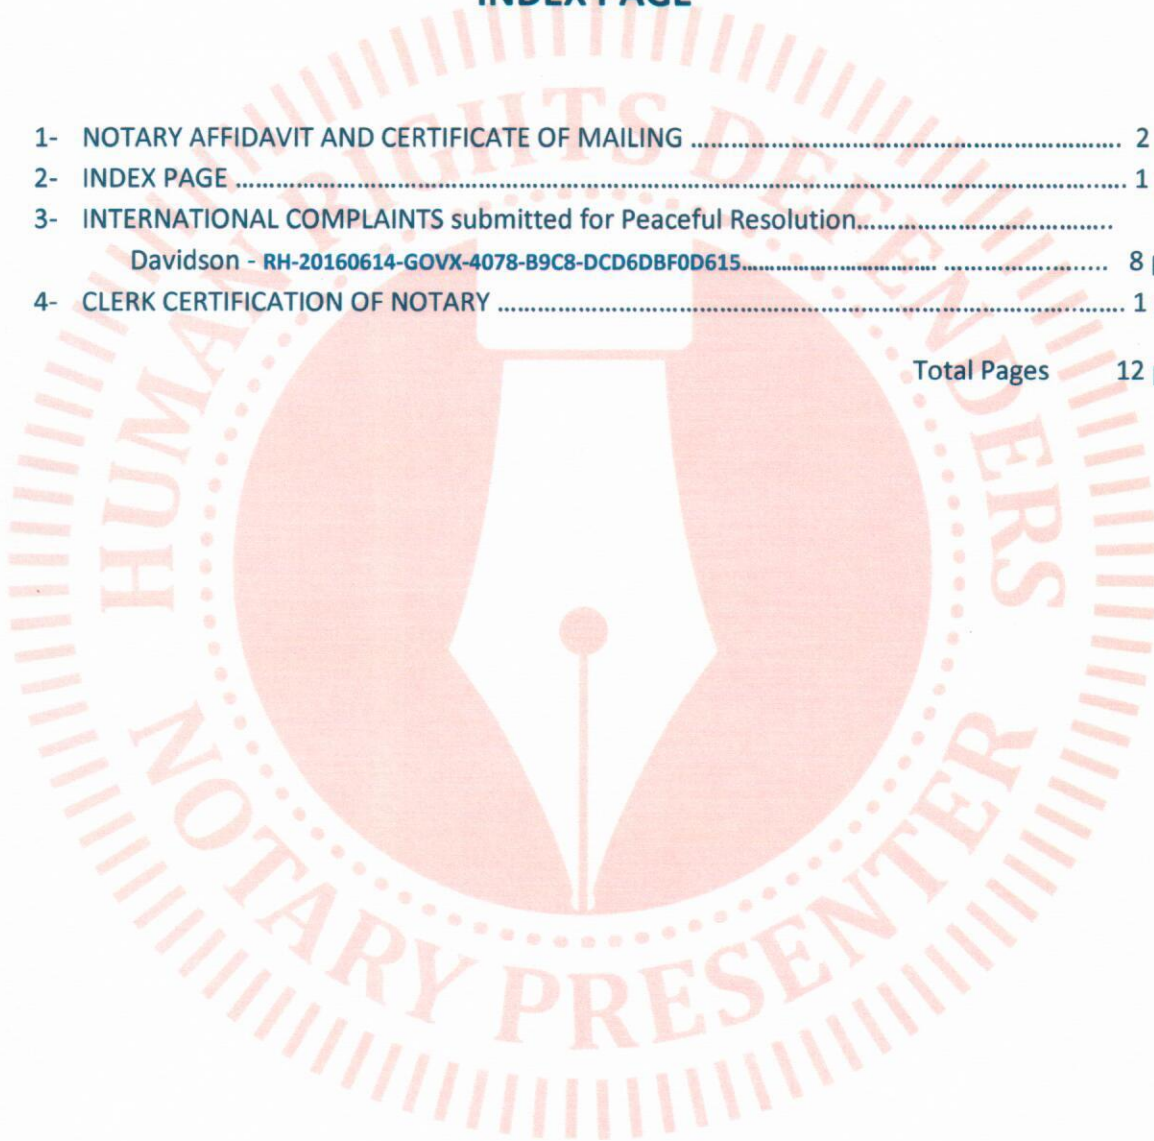 INDEX PAGE
1- NOTARY AFFIDAVIT AND CERTIFICATE OF MAILING ........................................................................ 2
2- INDEX PAGE ........................................................................................................................................ 1
3- INTERNATIONAL COMPLAINTS submitted for Peaceful Resolution..........................................
Davidson - RH-20160614-GOVX-4078-B9C8-DCD6DBF0D615................................. ........................... 8 p
4- CLERK CERTIFICATION OF NOTARY ........................................................................................................ 1
Total Pages 12 p
HUMAN RIGHTS DEFENDERS
NOTARY PRESENTER